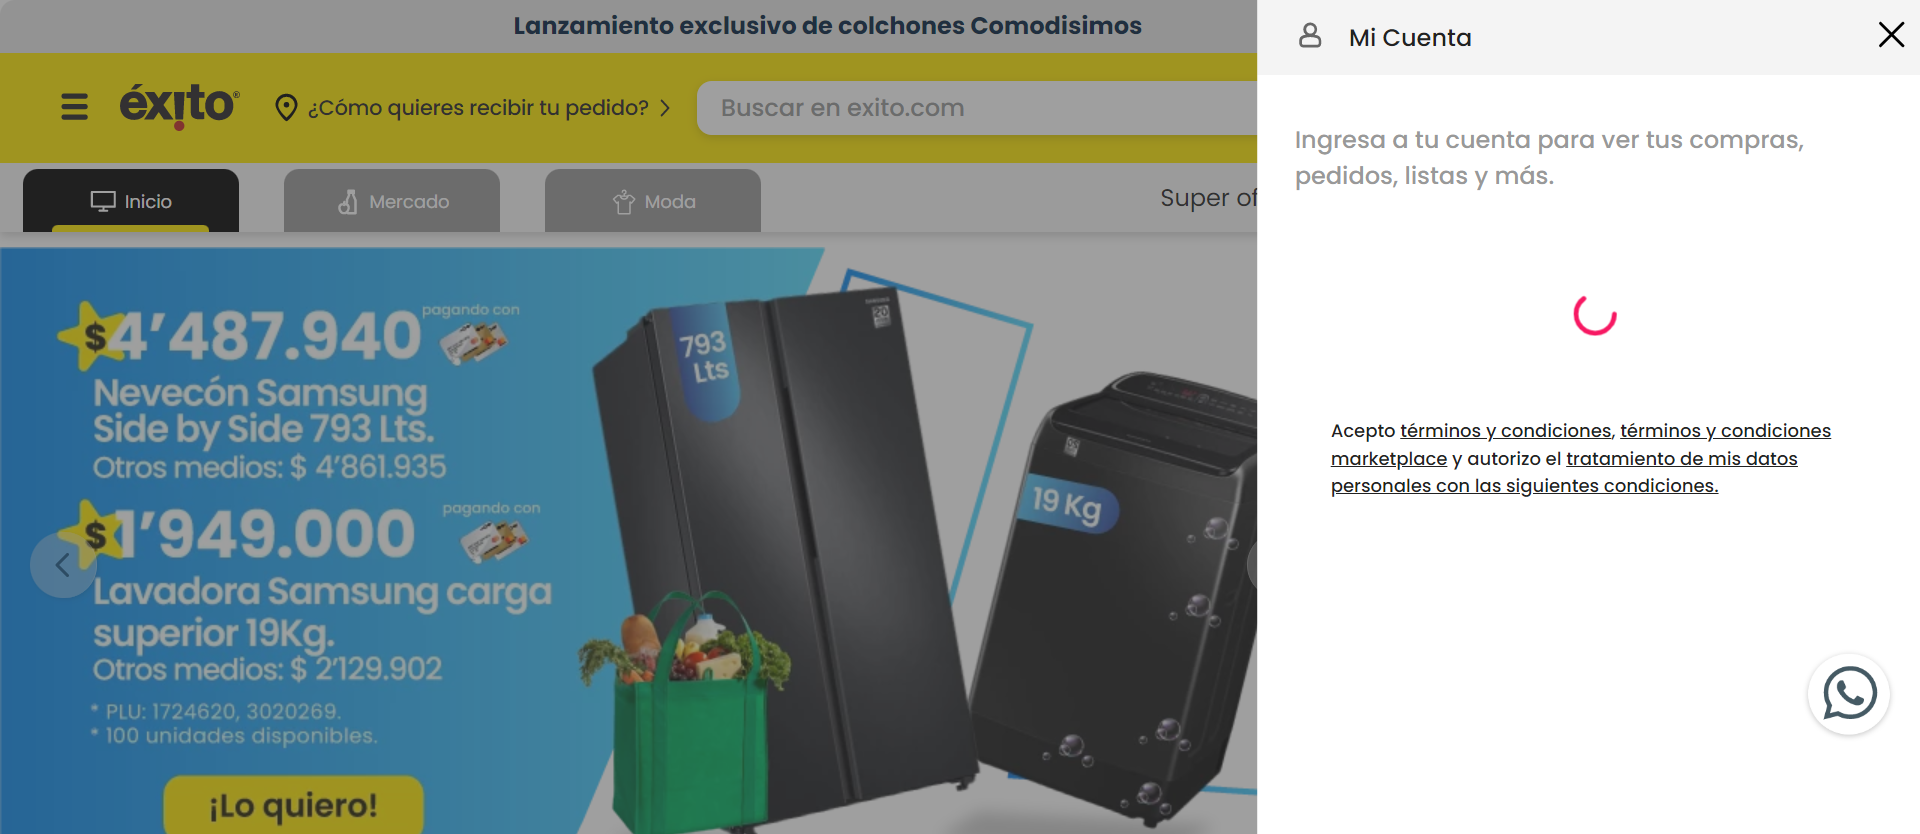 Lanzamiento exclusivo de colchones Comodisimos
éxito®
¿Cómo quieres recibir tu pedido?
Buscar en exito.com
Inicio
Mercado
Moda
Super of
$4'487.940
pagando con
Nevecón Samsung
Side by Side 793 Lts.
Otros medios: $ 4'861.935
$1'949.000
pagando con
Lavadora Samsung carga
superior 19Kg.
Otros medios: $ 2'129.902
* PLU: 1724620, 3020269.
* 100 unidades disponibles.
¡Lo quiero!
793
Lts
SAMSUNG
20
19 Kg
Mi Cuenta
Ingresa a tu cuenta para ver tus compras,
pedidos, listas y más.
Acepto términos y condiciones, términos y condiciones
marketplace y autorizo el tratamiento de mis datos
personales con las siguientes condiciones.